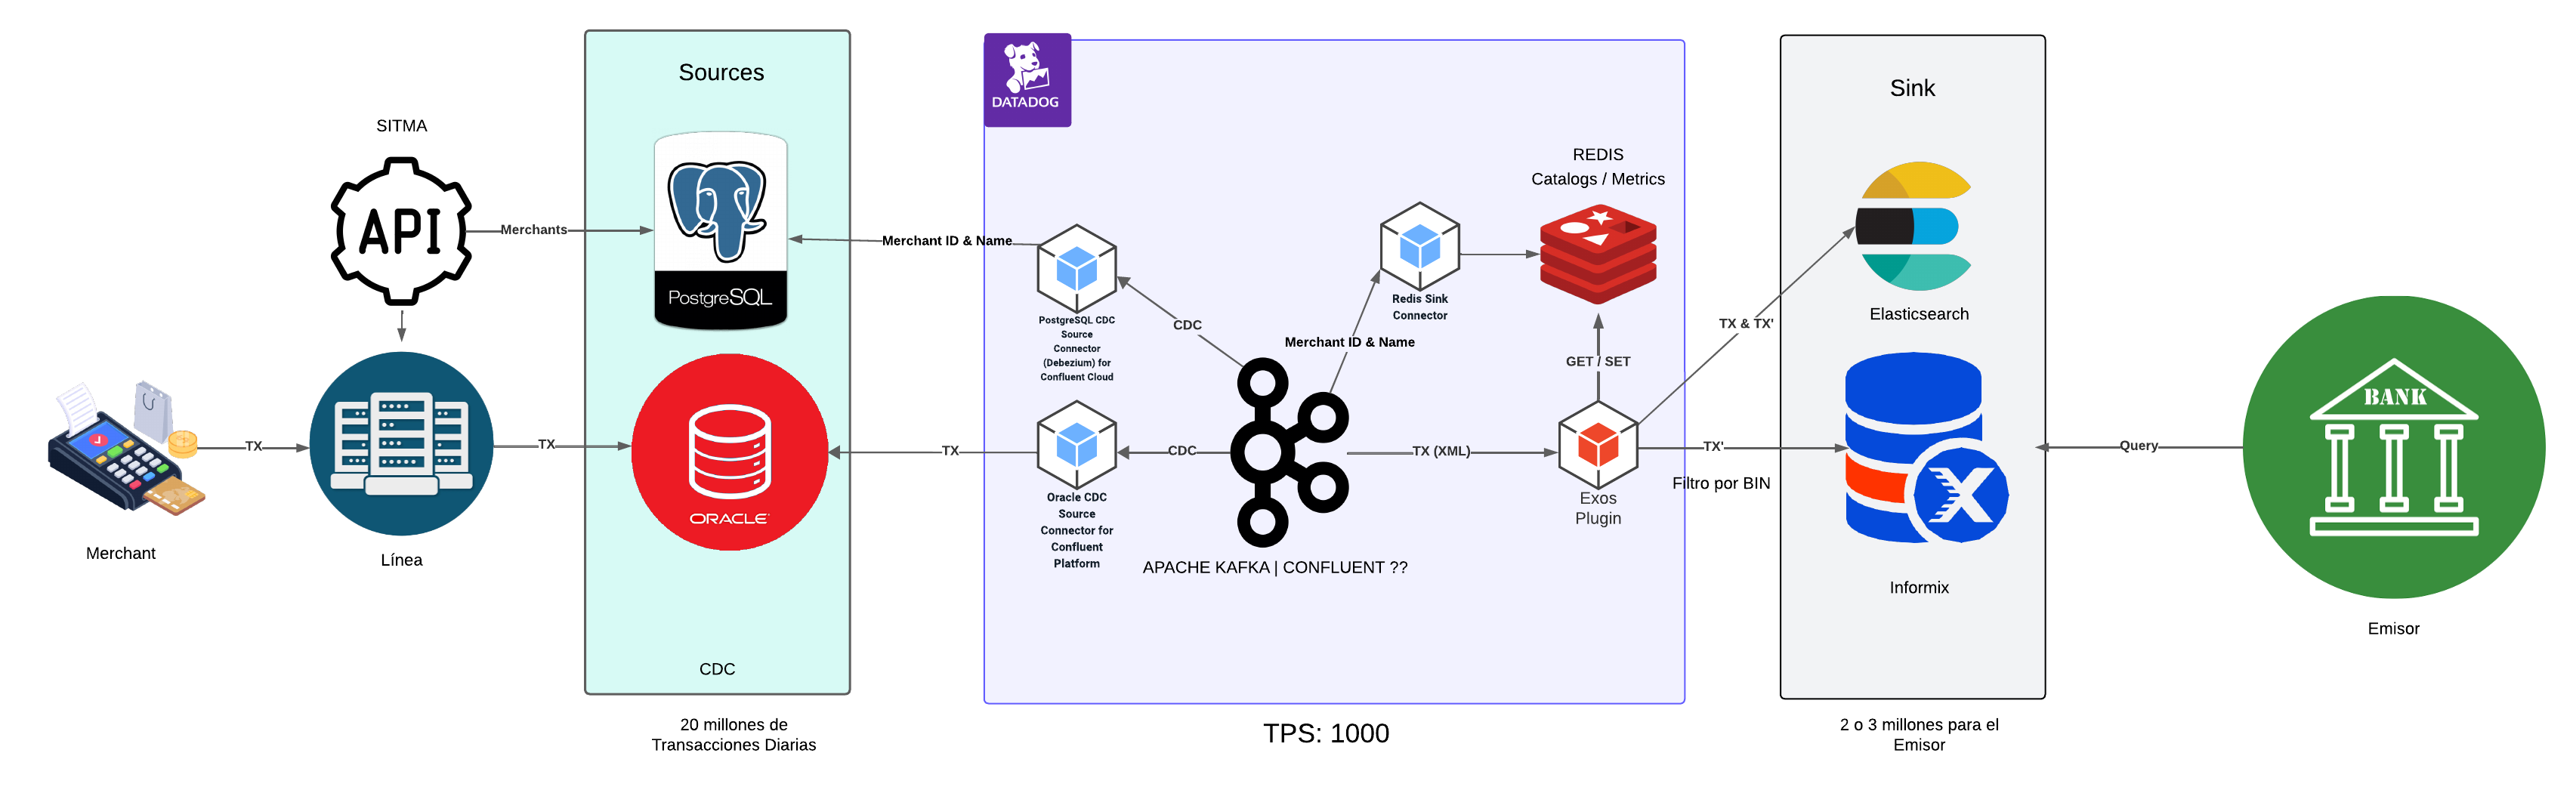 SITMA
API
Merchants
TX
Merchant
Línea
TX
Sources
PostgreSQL
ORACLE
CDC
20 millones de
Transacciones Diarias
DATADOG
Merchant ID & Name
PostgreSQL CDC
Source
Connector
(Debezium) for
Confluent Cloud
CDC
TX
Oracle CDC
Source
Connector for
Confluent
Platform
CDC
APACHE KAFKA | CONFLUENT ??
Merchant ID & Name
Redis Sink
Connector
REDIS
Catalogs / Metrics
GET / SET
TX (XML)
Exos
Plugin
TPS: 1000
TX & TX'
TX'
Filtro por BIN
Sink
Elasticsearch
Informix
2 o 3 millones para el
Emisor
Query
BANK
Emisor